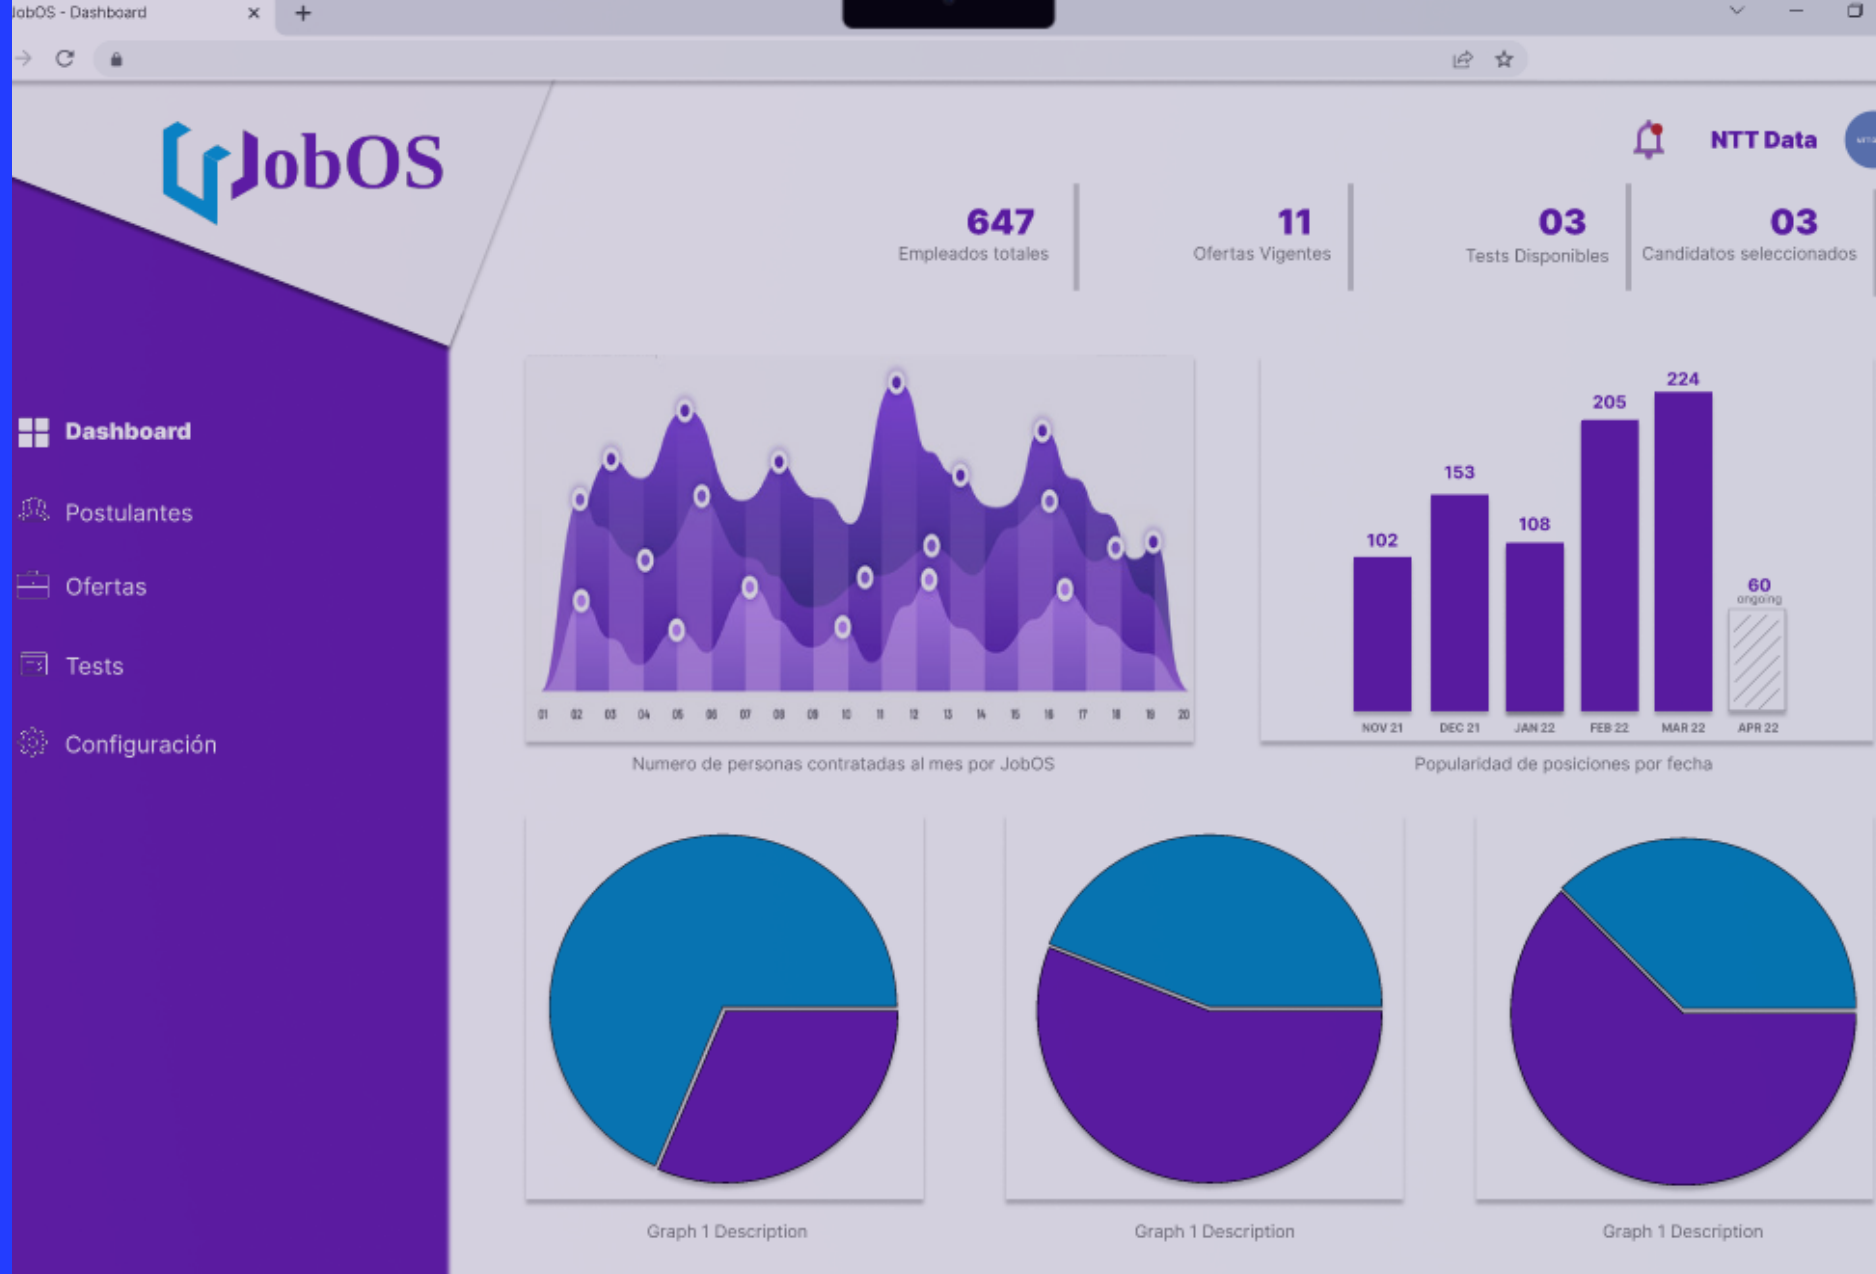 JobOS - Dashboard
JobOS
NTT Data
647
Empleados totales
11
Ofertas Vigentes
03
Tests Disponibles
03
Candidatos seleccionados
Dashboard
Postulantes
Ofertas
Tests
Configuración
01 02 03 04 05 06 07 08 09 10 11 12 13 14 15 16 17 18 19 20
Numero de personas contratadas al mes por JobOS
102
153
108
205
224
60
ongoing
NOV 21 DEC 21 JAN 22 FEB 22 MAR 22 APR 22
Popularidad de posiciones por fecha
Graph 1 Description
Graph 1 Description
Graph 1 Description